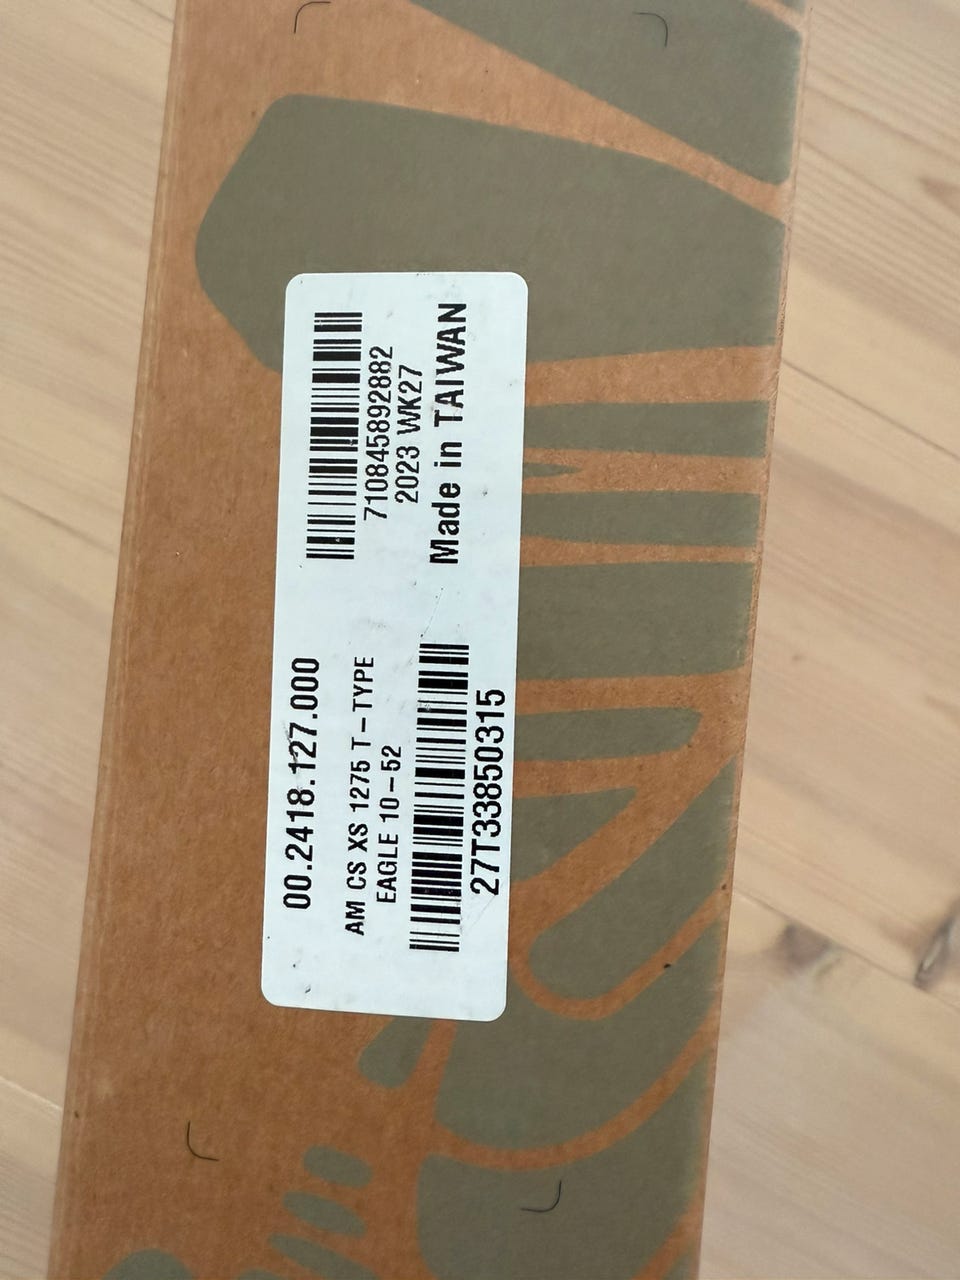 00.2418.127.000
AM CS XS 1275 T-TYPE
EAGLE 10-52
27T33850315
710845892882
2023 WK27
Made in TAIWAN